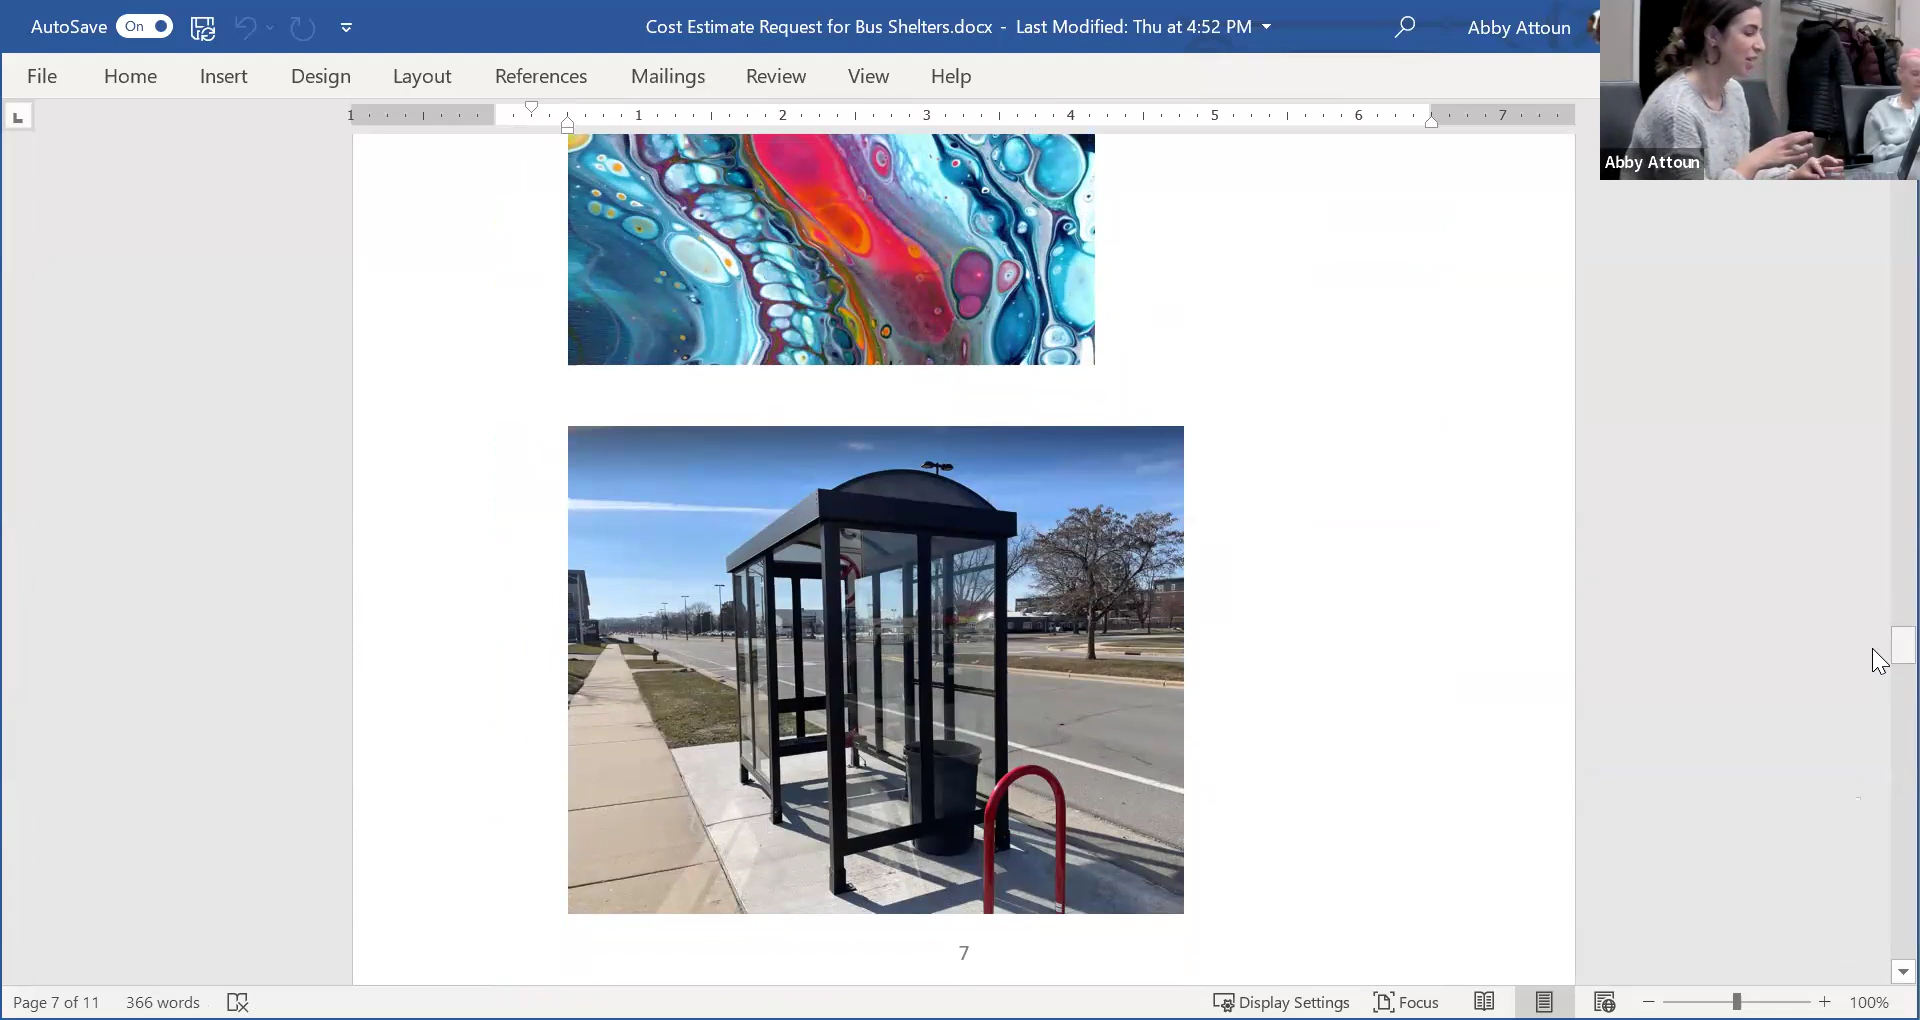 AutoSave On Cost Estimate Request for Bus Shelters.docx - Last Modified: Thu at 4:52 PM Abby Attoun
File Home Insert Design Layout References Mailings Review View Help
1 1 2 3 4 5 6 7
Abby Attoun
7
Page 7 of 11 366 words Display Settings Focus 100%